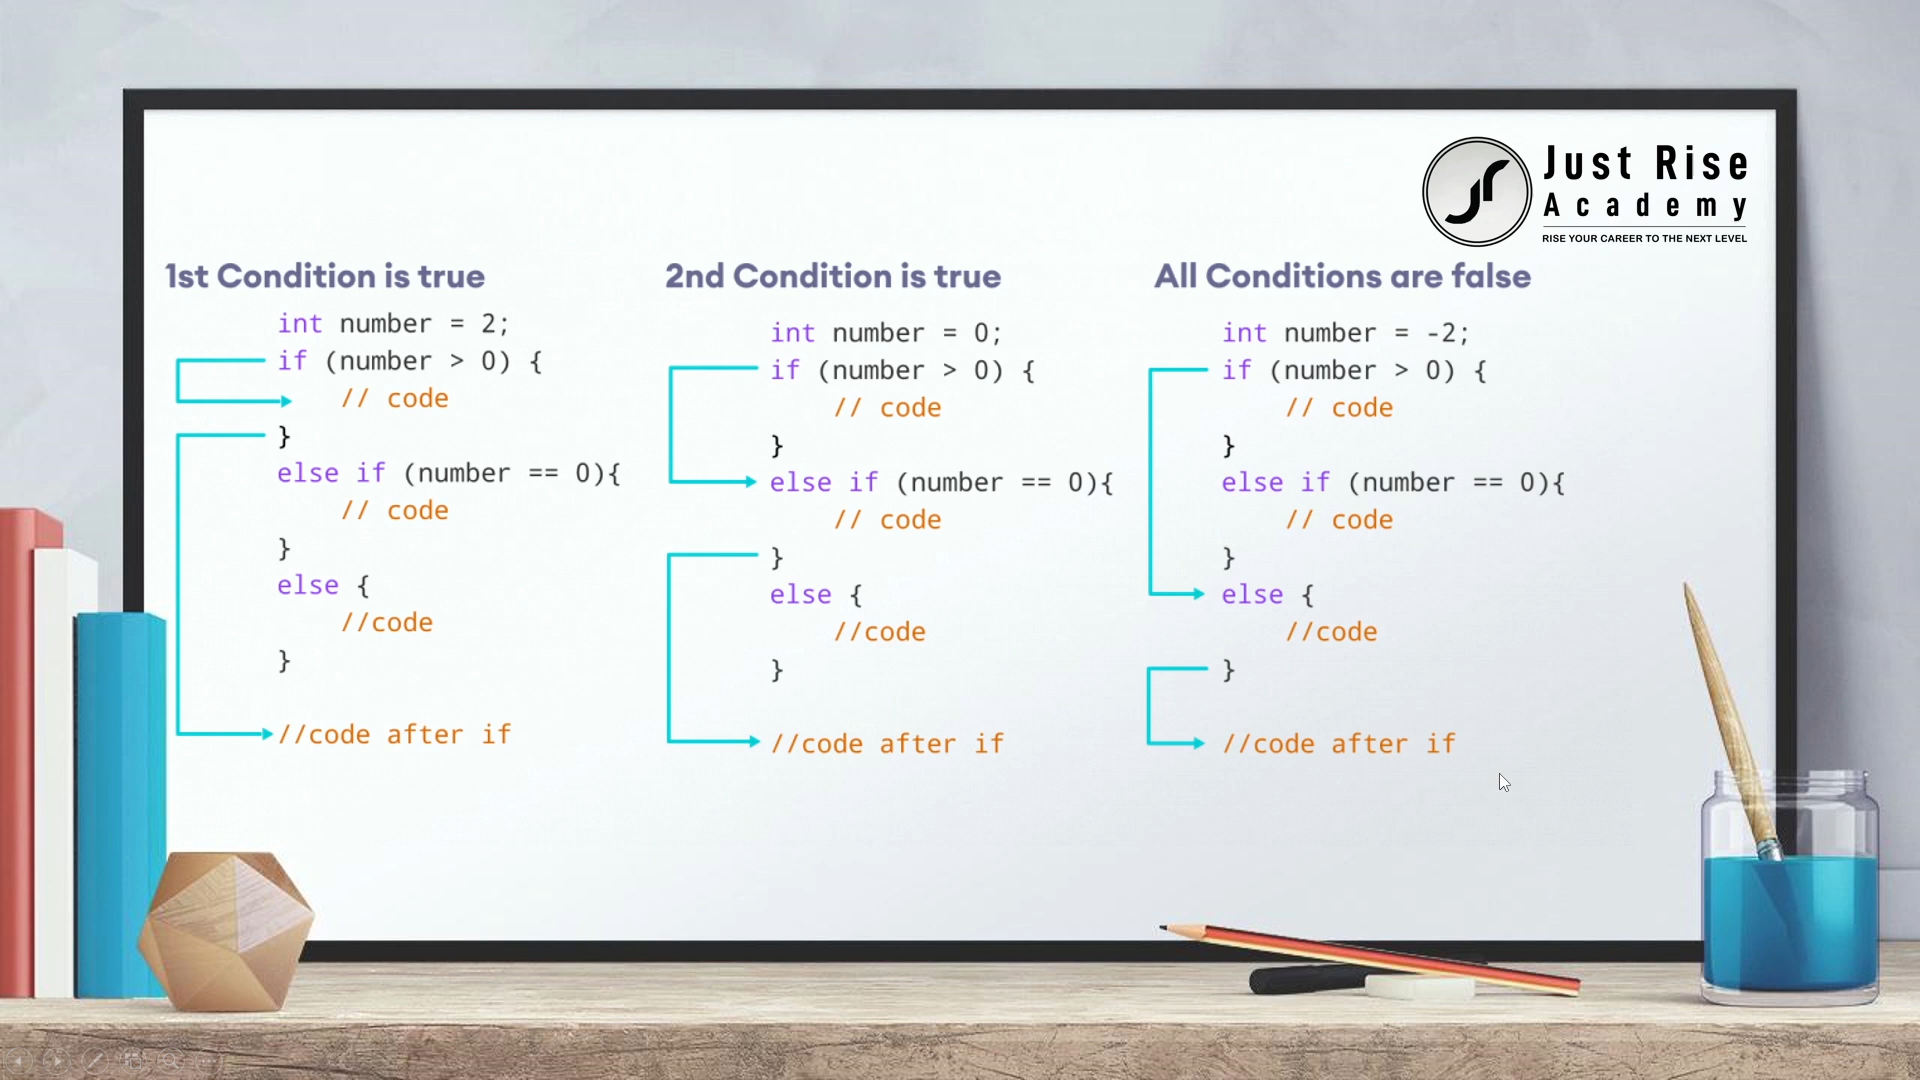 Just Rise
Academy
RISE YOUR CAREER TO THE NEXT LEVEL
1st Condition is true
int number = 2;
if (number > 0) {
// code
}
else if (number == 0){
// code
}
else {
//code
}
//code after if
2nd Condition is true
int number = 0;
if (number > 0) {
// code
}
else if (number == 0){
// code
}
else {
//code
}
//code after if
All Conditions are false
int number = -2;
if (number > 0) {
// code
}
else if (number == 0){
// code
}
else {
//code
}
//code after if